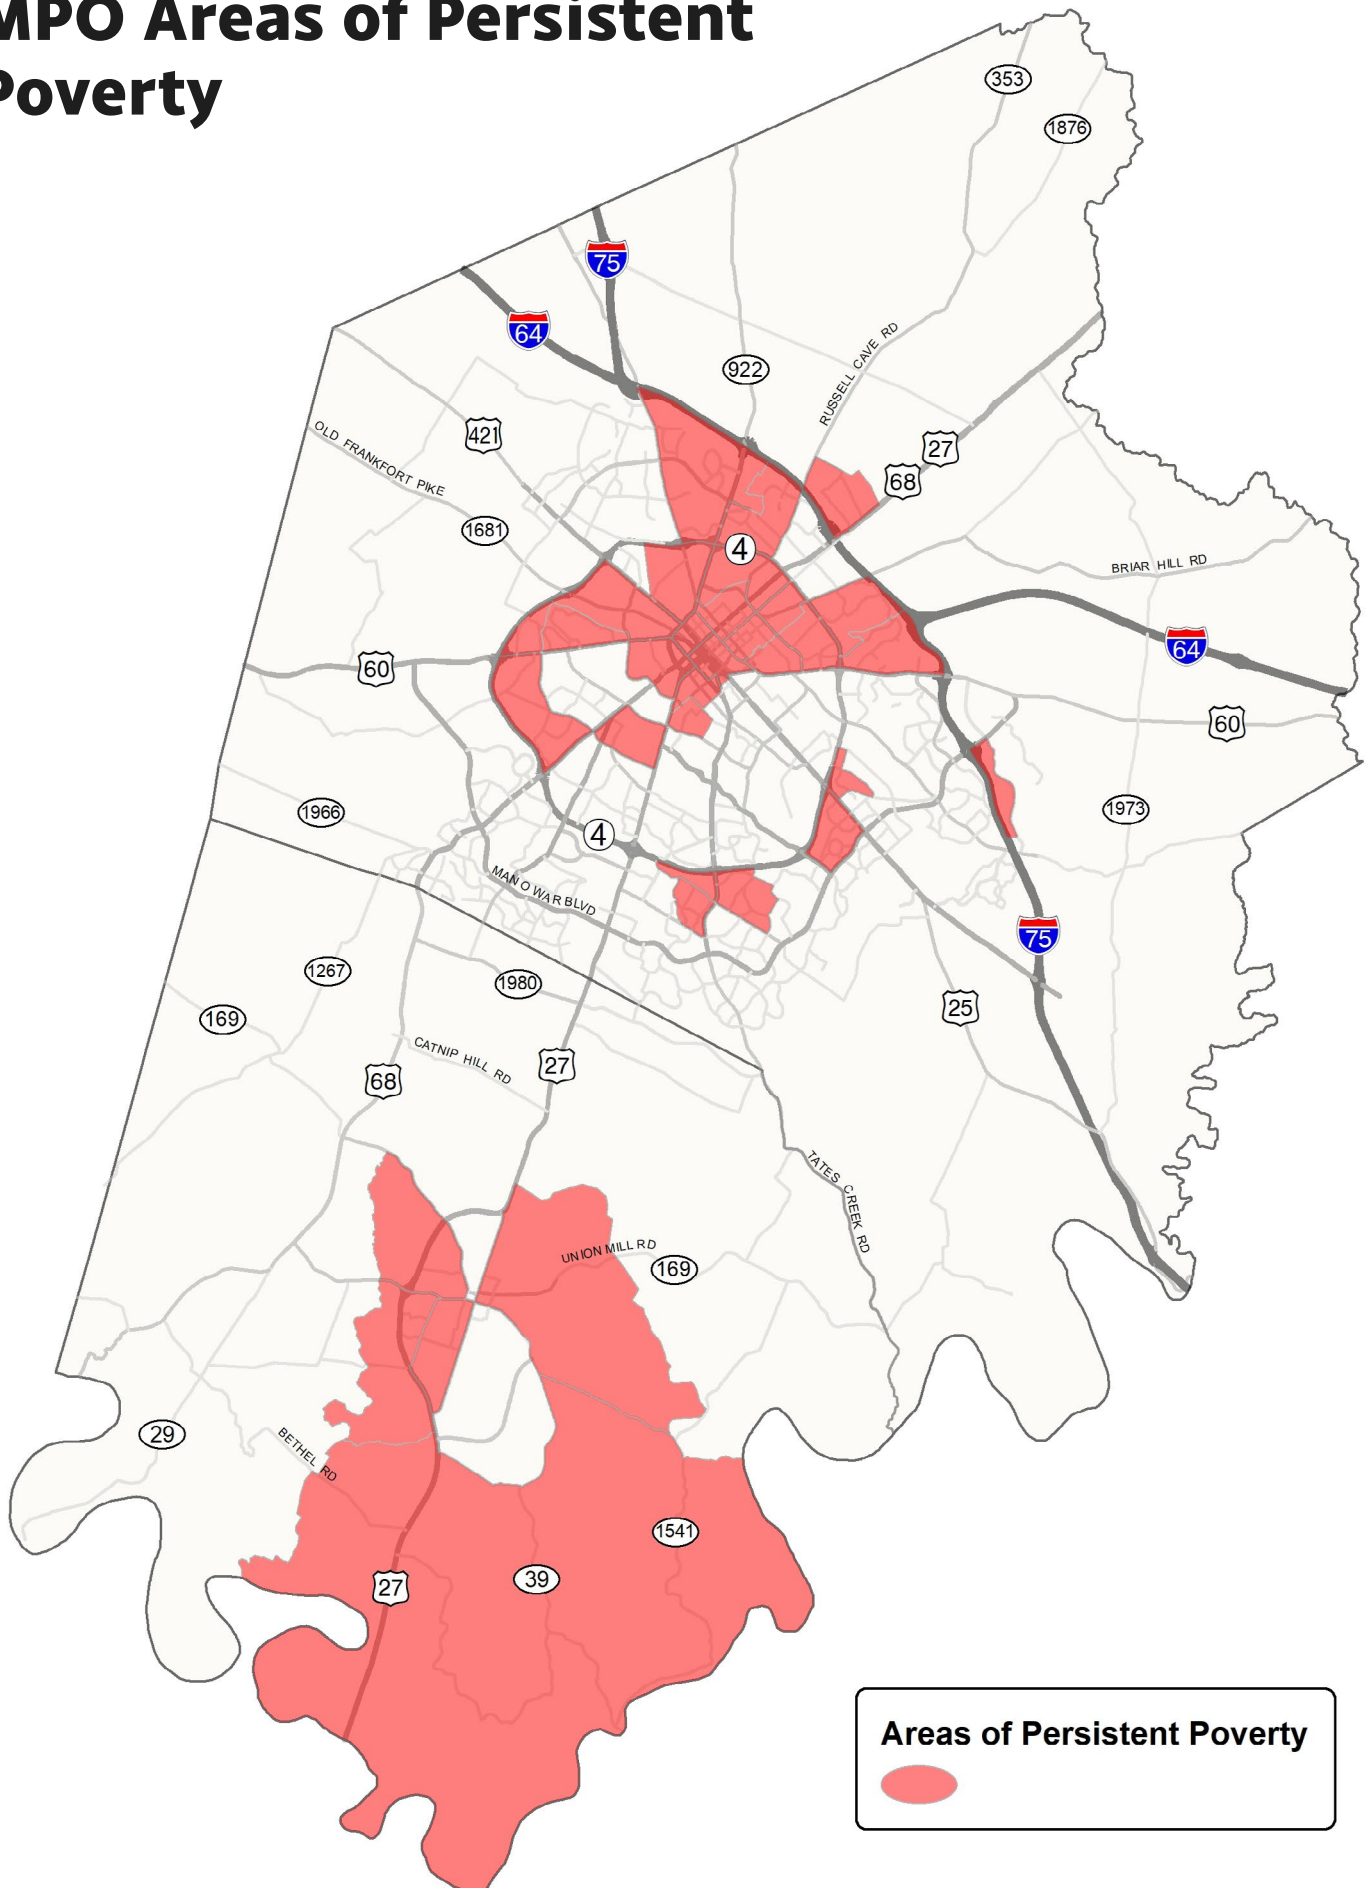 MPO Areas of Persistent
Poverty
353
1876
75
64
922
RUSSELL CAVE RD
421
27
68
OLD FRANKFORT PIKE
1681
4
BRIAR HILL RD
64
60
60
1966
4
1973
MAN O WAR BLVD
75
1267
1980
169
25
CATNIP HILL RD
27
68
TATES CREEK RD
UNION MILL RD
169
29
BETHEL RD
1541
39
27
Areas of Persistent Poverty